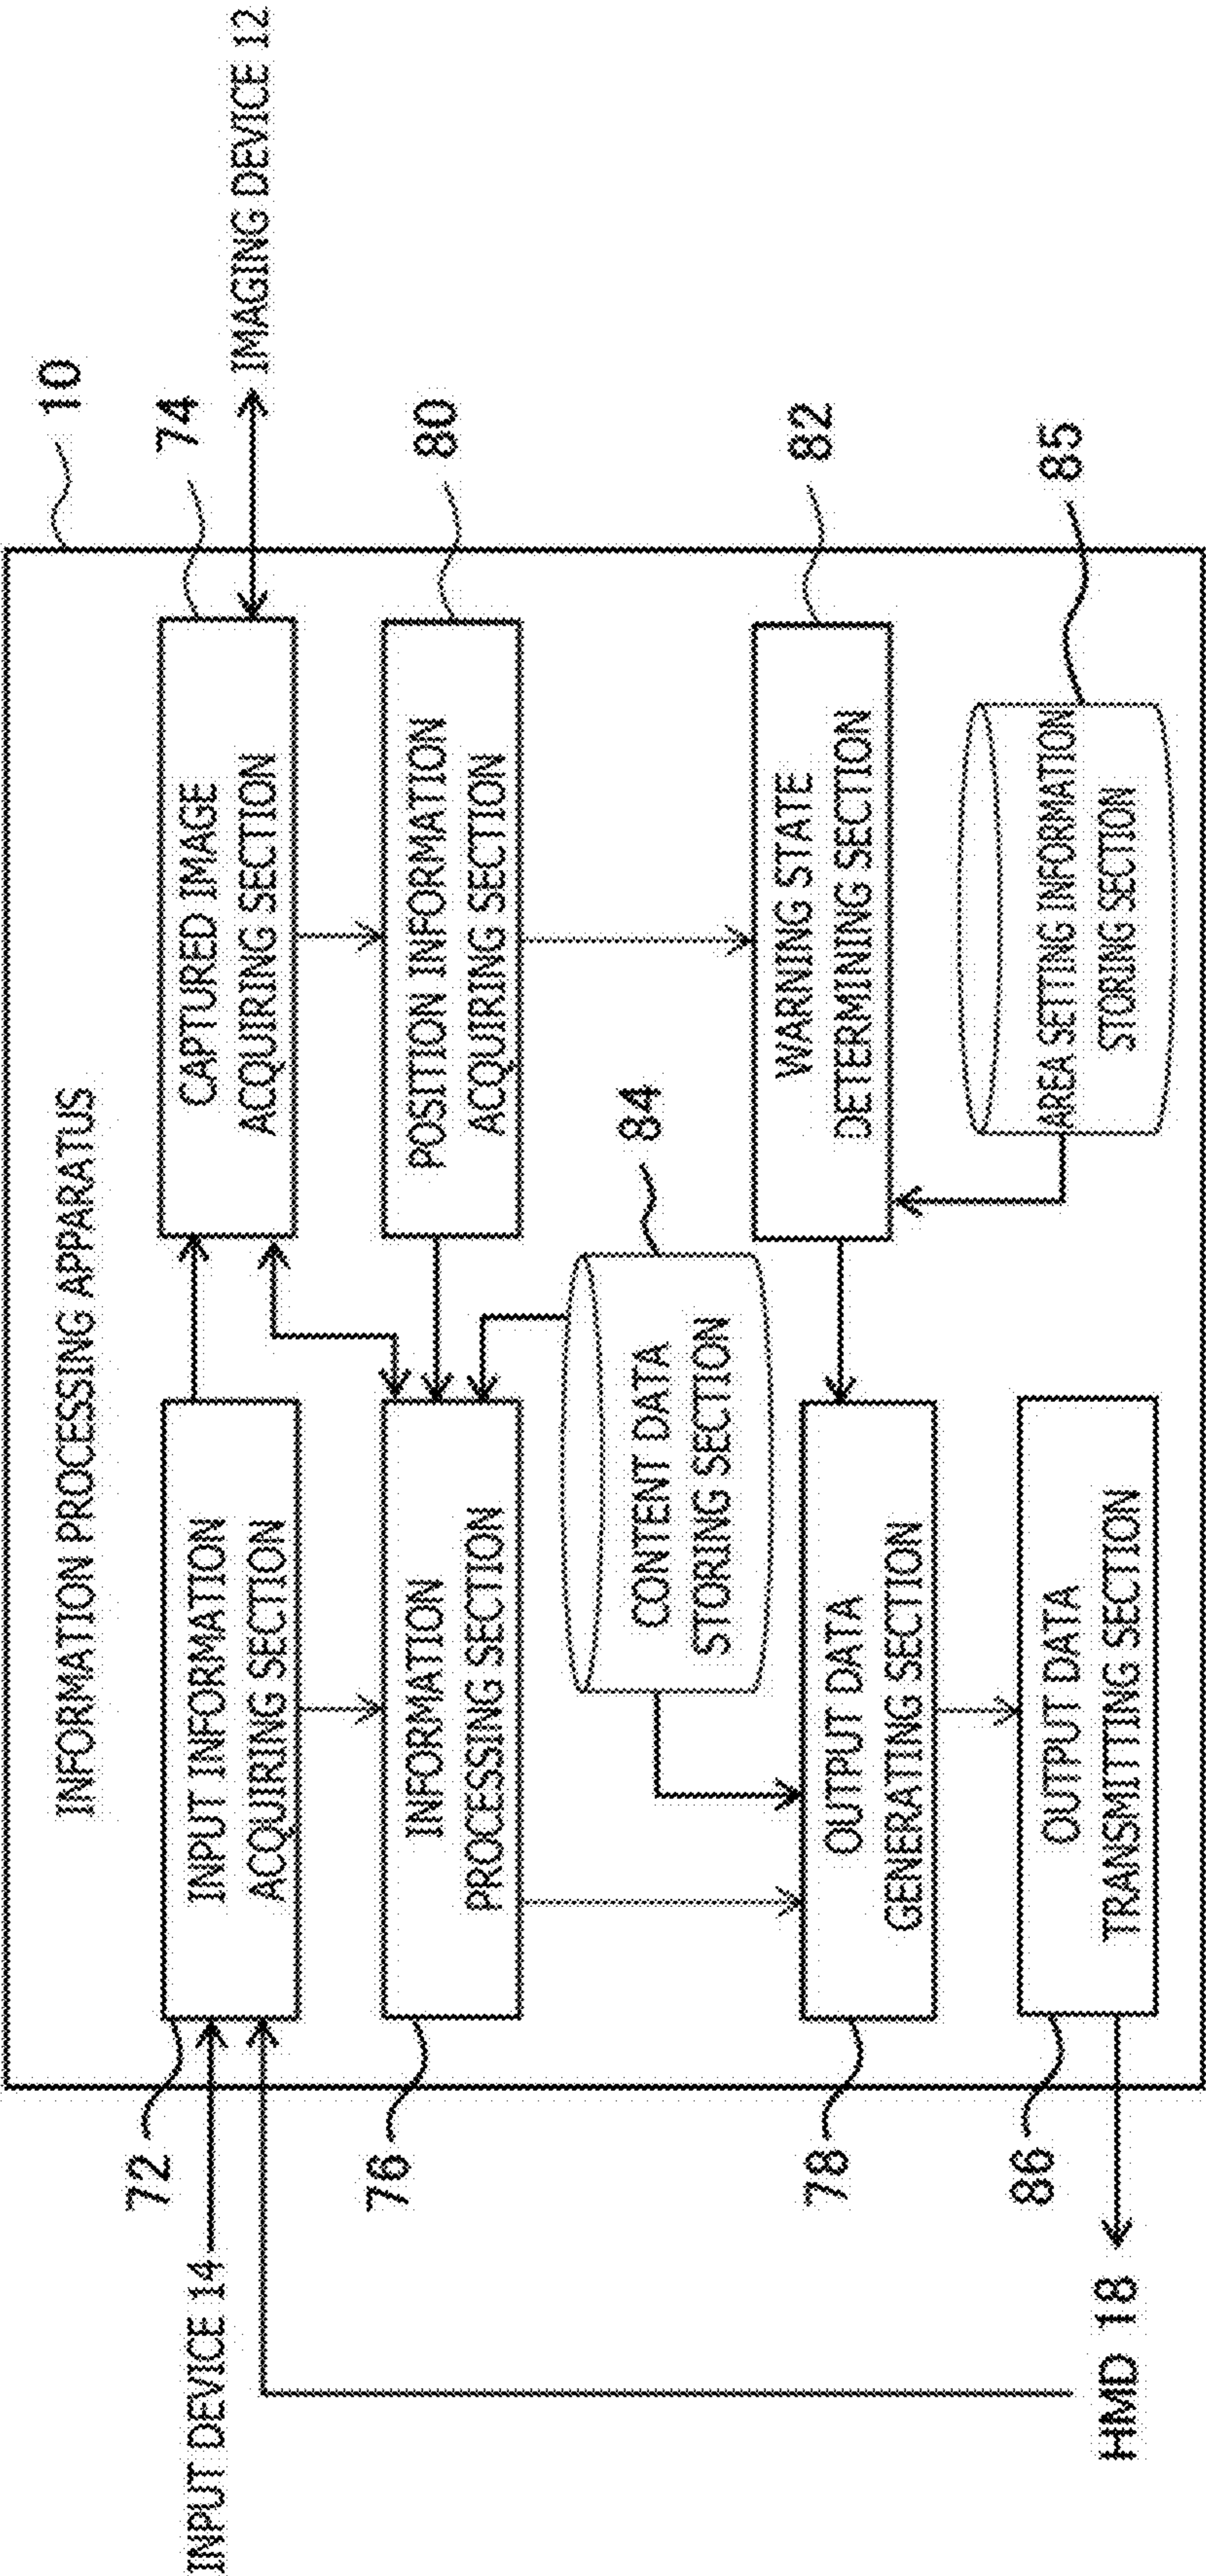 10
INFORMATION PROCESSING APPARATUS
72
74
INPUT DEVICE 14
INPUT INFORMATION
ACQUIRING SECTION
CAPTURED IMAGE
ACQUIRING SECTION
IMAGING DEVICE 12
76
80
INFORMATION
PROCESSING SECTION
POSITION INFORMATION
ACQUIRING SECTION
84
CONTENT DATA
STORING SECTION
78
82
OUTPUT DATA
GENERATING SECTION
WARNING STATE
DETERMINING SECTION
86
85
HMD 18
OUTPUT DATA
TRANSMITTING SECTION
AREA SETTING INFORMATION
STORING SECTION